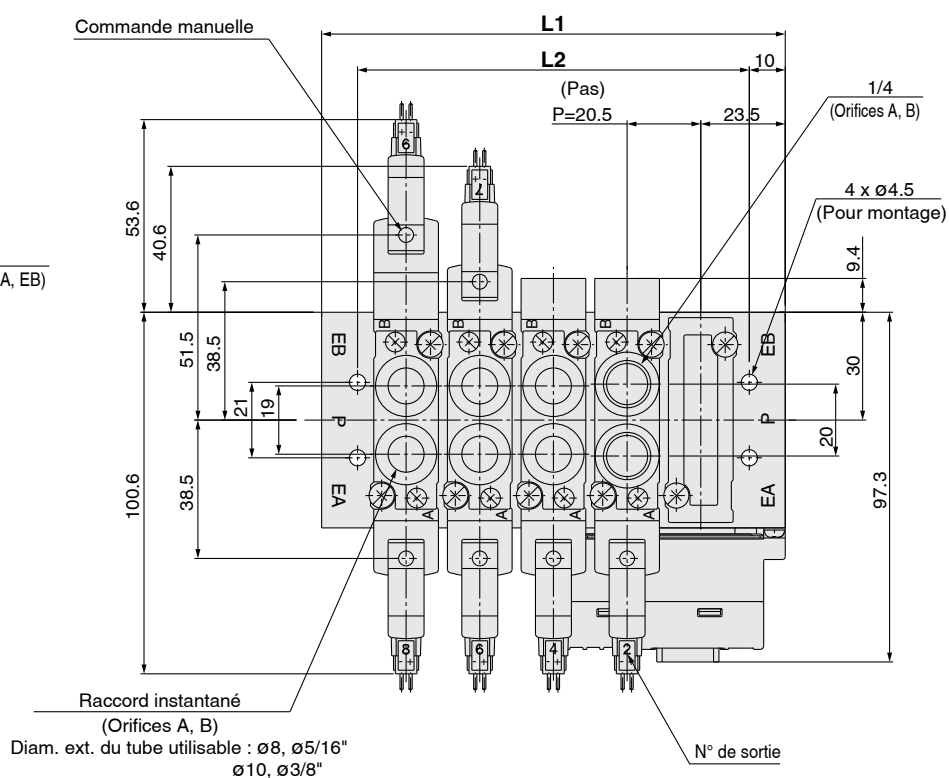 Commande manuelle
L1
L2
10
(Pas)
P=20.5
23.5
1/4
(Orifices A, B)
4 x Ø4.5
(Pour montage)
A, EB)
53.6
40.6
51.5
38.5
21
19
100.6
38.5
9.4
30
20
97.3
6
7
B
B
B
B
EB
EB
P
P
EA
EA
A
A
A
A
8
6
4
2
- +
- +
- +
- +
Raccord instantané
(Orifices A, B)
Diam. ext. du tube utilisable : Ø8, Ø5/16"
Ø10, Ø3/8"
N° de sortie